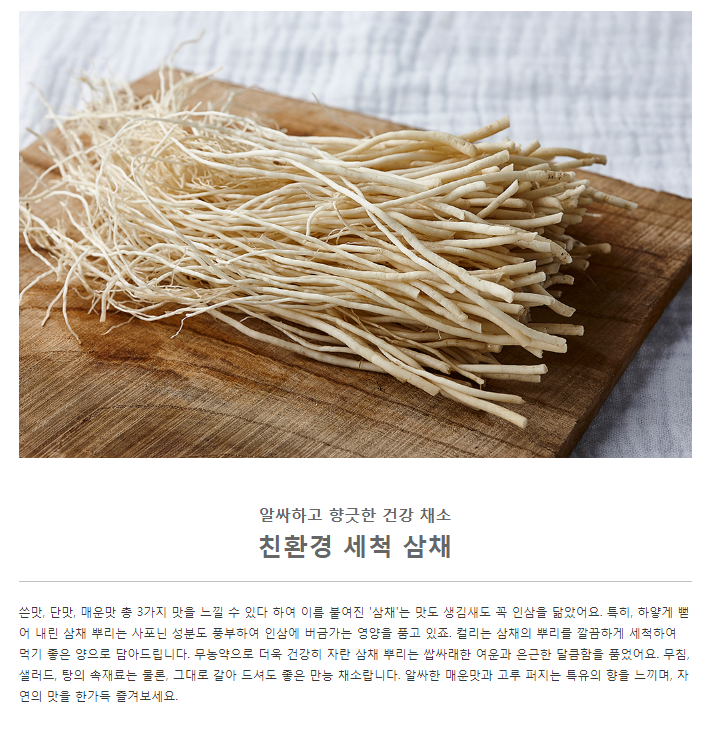 알싸하고 향긋한 건강 채소
친환경 세척 삼채
쓴맛, 단맛, 매운맛 총 3가지 맛을 느낄 수 있다 하여 이름 붙여진 '삼채'는 맛도 생김새도 꼭 인삼을 닮았어요. 특히, 하얗게 뻗
어 내린 삼채 뿌리는 사포닌 성분도 풍부하여 인삼에 버금가는 영양을 품고 있죠. 컬리는 삼채의 뿌리를 깔끔하게 세척하여
먹기 좋은 양으로 담아드립니다. 무농약으로 더욱 건강히 자란 삼채 뿌리는 쌉싸래한 여운과 은근한 달큼함을 품었어요. 무침,
샐러드, 탕의 속재료는 물론, 그대로 갈아 드셔도 좋은 만능 채소랍니다. 알싸한 매운맛과 고루 퍼지는 특유의 향을 느끼며, 자
연의 맛을 한가득 즐겨보세요.